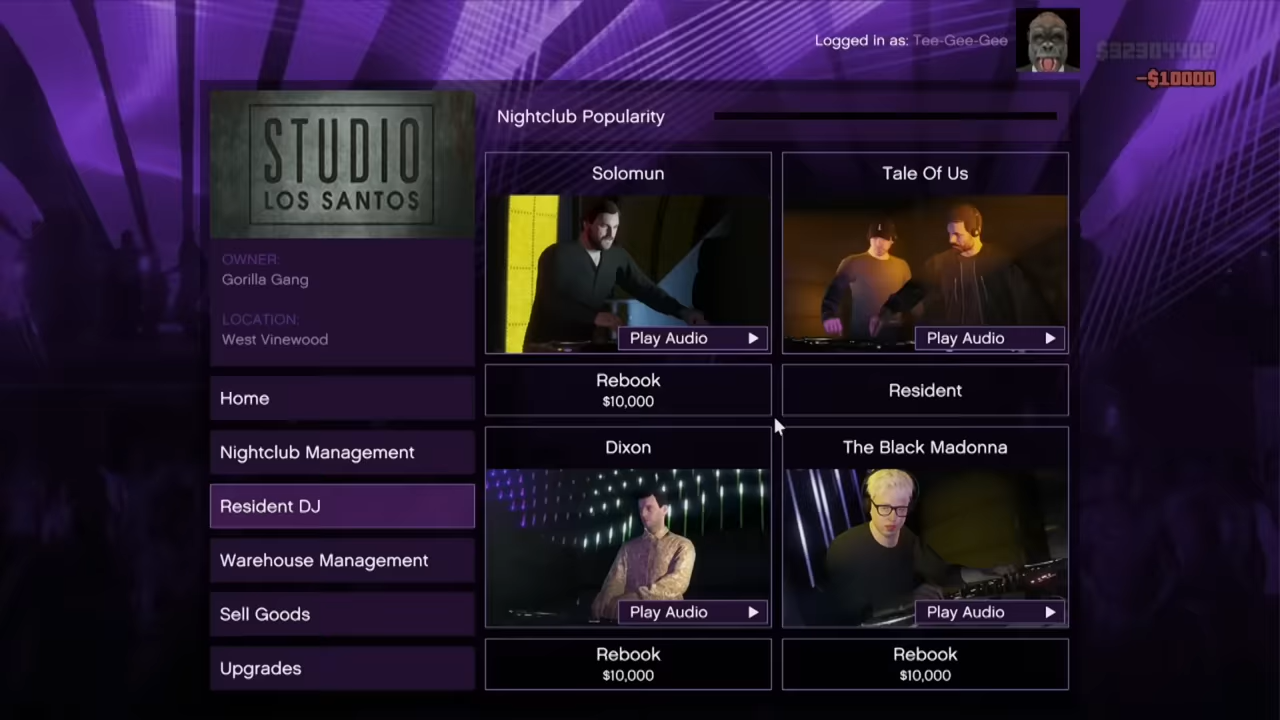 Logged in as: Tee-Gee-Gee
$92904402
-$10000
STUDIO
LOS SANTOS
OWNER:
Gorilla Gang
LOCATION:
West Vinewood
Home
Nightclub Management
Resident DJ
Warehouse Management
Sell Goods
Upgrades
Nightclub Popularity
Solomun
Play Audio
Rebook
$10,000
Tale Of Us
Play Audio
Resident
Dixon
Play Audio
Rebook
$10,000
The Black Madonna
Play Audio
Rebook
$10,000